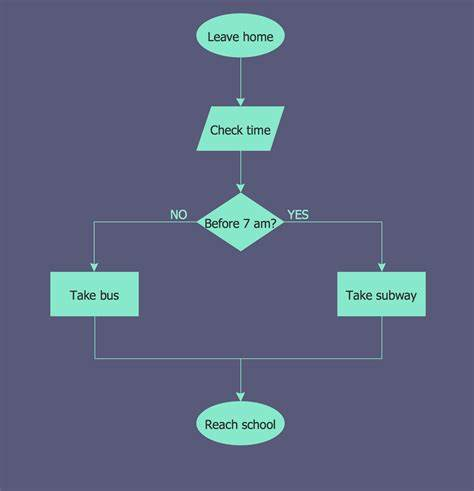 Leave home
Check time
NO
YES
Before 7 am?
Take bus
Take subway
Reach school